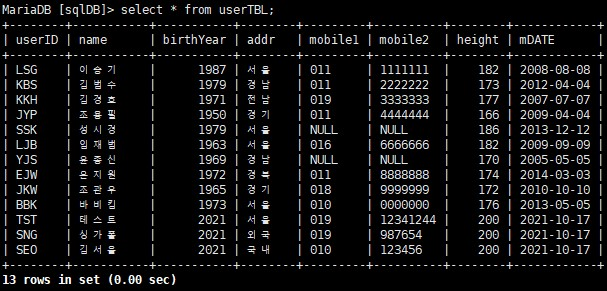 MariaDB [sqlDB]> select * from userTBL;
+--------+-----------+-----------+--------+---------+----------+--------+------------+
| userID | name | birthYear | addr | mobile1 | mobile2 | height | mDATE |
+--------+-----------+-----------+--------+---------+----------+--------+------------+
| LSG | 이승기 | 1987 | 서울 | 011 | 1111111 | 182 | 2008-08-08 |
| KBS | 김범수 | 1979 | 경남 | 011 | 2222222 | 173 | 2012-04-04 |
| KKH | 김경호 | 1971 | 전남 | 019 | 3333333 | 177 | 2007-07-07 |
| JYP | 조용필 | 1950 | 경기 | 011 | 4444444 | 166 | 2009-04-04 |
| SSK | 성시경 | 1979 | 서울 | NULL | NULL | 186 | 2013-12-12 |
| LJB | 임재범 | 1963 | 서울 | 016 | 6666666 | 182 | 2009-09-09 |
| YJS | 윤종신 | 1969 | 경남 | NULL | NULL | 170 | 2005-05-05 |
| EJW | 은지원 | 1972 | 경북 | 011 | 8888888 | 174 | 2014-03-03 |
| JKW | 조관우 | 1965 | 경기 | 018 | 9999999 | 172 | 2010-10-10 |
| BBK | 바비킴 | 1973 | 서울 | 010 | 0000000 | 176 | 2013-05-05 |
| TST | 테스트 | 2021 | 서울 | 019 | 12341244 | 200 | 2021-10-17 |
| SNG | 싱가폴 | 2021 | 외국 | 019 | 987654 | 200 | 2021-10-17 |
| SEO | 김서울 | 2021 | 국내 | 010 | 123456 | 200 | 2021-10-17 |
+--------+-----------+-----------+--------+---------+----------+--------+------------+
13 rows in set (0.00 sec)